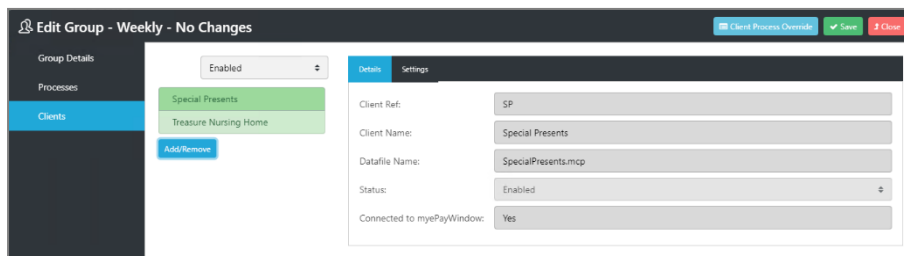 Edit Group - Weekly - No Changes
Client Process Override
Save
Close
Group Details
Processes
Clients
Enabled
Special Presents
Treasure Nursing Home
Add/Remove
Details Settings
Client Ref: SP
Client Name: Special Presents
Datafile Name: SpecialPresents.mcp
Status: Enabled
Connected to myePayWindow: Yes